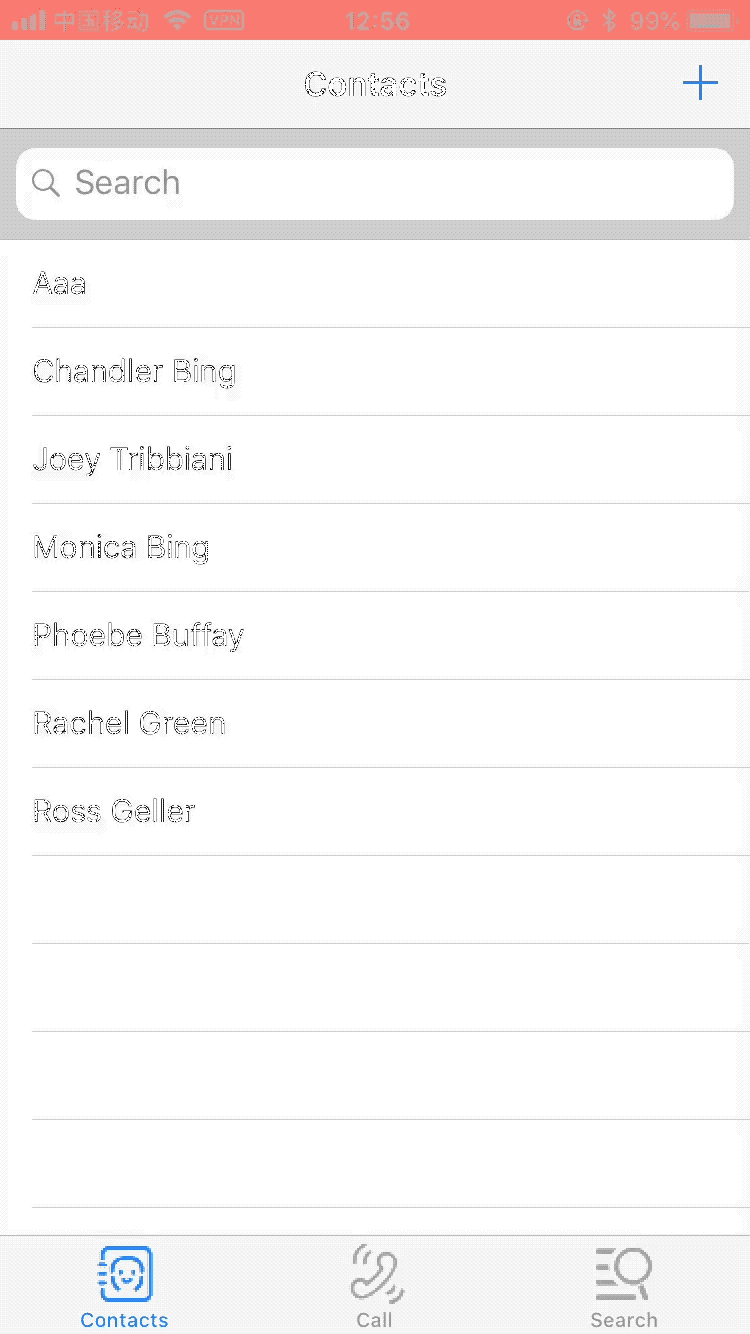 中国移动 VPN 12:56 99%
Contacts
Search
Aaa
Chandler Bing
Joey Tribbiani
Monica Bing
Phoebe Buffay
Rachel Green
Ross Geller
Contacts Call Search